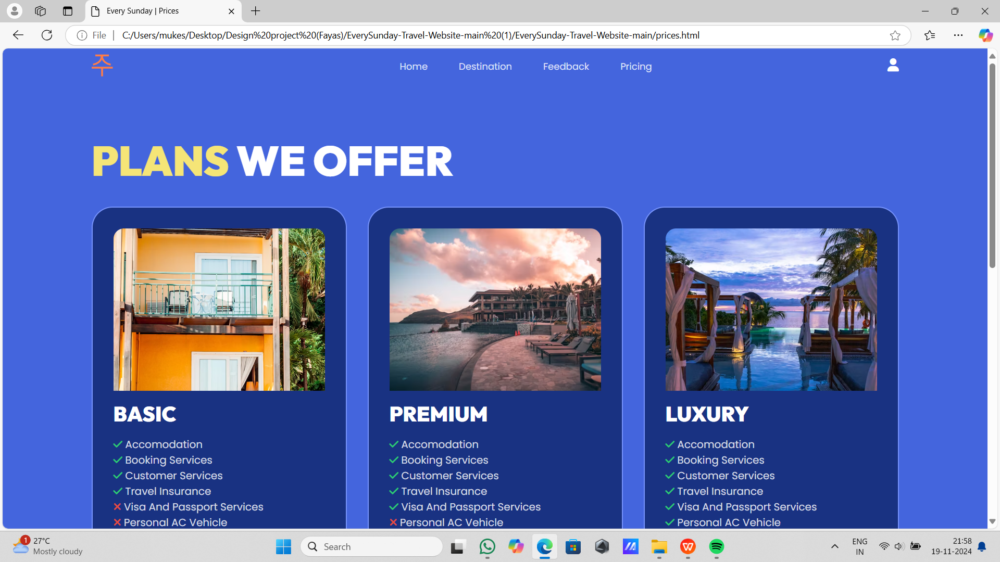 Every Sunday | Prices
File
C:/Users/mukes/Desktop/Design%20project%20(Fayas)/EverySunday-Travel-Website-main%20(1)/EverySunday-Travel-Website-main/prices.html
주
Home
Destination
Feedback
Pricing
PLANS WE OFFER
BASIC
Accomodation
Booking Services
Customer Services
Travel Insurance
Visa And Passport Services
Personal AC Vehicle
PREMIUM
Accomodation
Booking Services
Customer Services
Travel Insurance
Visa And Passport Services
Personal AC Vehicle
LUXURY
Accomodation
Booking Services
Customer Services
Travel Insurance
Visa And Passport Services
Personal AC Vehicle
1
27°C
Mostly cloudy
Search
ENG
IN
21:58
19-11-2024